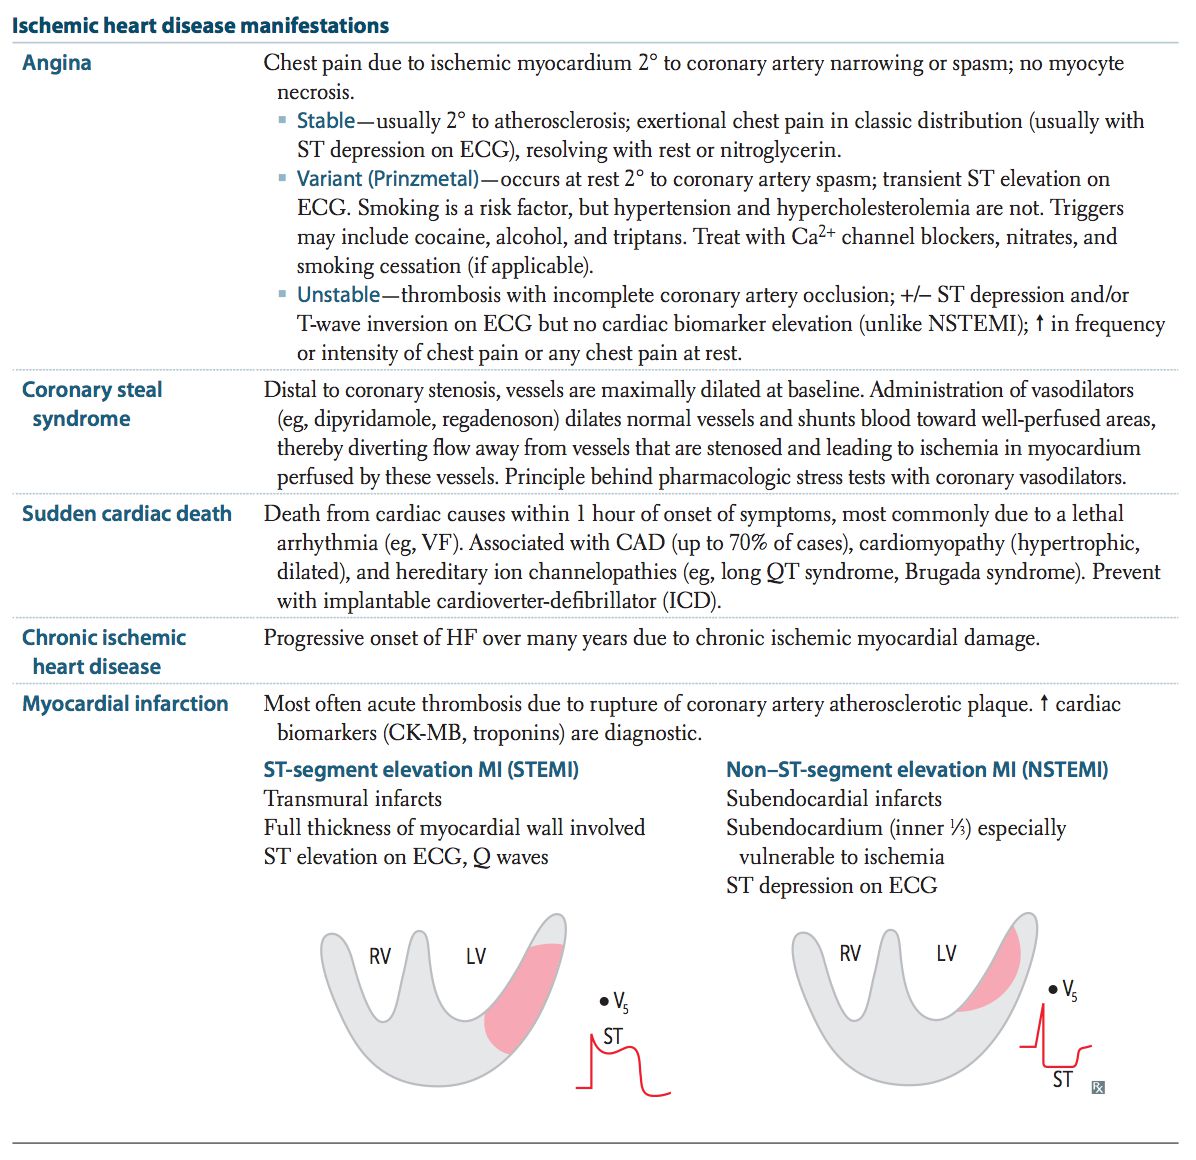 Ischemic heart disease manifestations
Angina
Chest pain due to ischemic myocardium 2° to coronary artery narrowing or spasm; no myocyte
necrosis.
▪ Stable—usually 2° to atherosclerosis; exertional chest pain in classic distribution (usually with
ST depression on ECG), resolving with rest or nitroglycerin.
▪ Variant (Prinzmetal)—occurs at rest 2° to coronary artery spasm; transient ST elevation on
ECG. Smoking is a risk factor, but hypertension and hypercholesterolemia are not. Triggers
may include cocaine, alcohol, and triptans. Treat with Ca²⁺ channel blockers, nitrates, and
smoking cessation (if applicable).
▪ Unstable—thrombosis with incomplete coronary artery occlusion; +/− ST depression and/or
T-wave inversion on ECG but no cardiac biomarker elevation (unlike NSTEMI); ↑ in frequency
or intensity of chest pain or any chest pain at rest.
Coronary steal
syndrome
Distal to coronary stenosis, vessels are maximally dilated at baseline. Administration of vasodilators
(eg, dipyridamole, regadenoson) dilates normal vessels and shunts blood toward well-perfused areas,
thereby diverting flow away from vessels that are stenosed and leading to ischemia in myocardium
perfused by these vessels. Principle behind pharmacologic stress tests with coronary vasodilators.
Sudden cardiac death
Death from cardiac causes within 1 hour of onset of symptoms, most commonly due to a lethal
arrhythmia (eg, VF). Associated with CAD (up to 70% of cases), cardiomyopathy (hypertrophic,
dilated), and hereditary ion channelopathies (eg, long QT syndrome, Brugada syndrome). Prevent
with implantable cardioverter-defibrillator (ICD).
Chronic ischemic
heart disease
Progressive onset of HF over many years due to chronic ischemic myocardial damage.
Myocardial infarction
Most often acute thrombosis due to rupture of coronary artery atherosclerotic plaque. ↑ cardiac
biomarkers (CK-MB, troponins) are diagnostic.
ST-segment elevation MI (STEMI)
Transmural infarcts
Full thickness of myocardial wall involved
ST elevation on ECG, Q waves
Non–ST-segment elevation MI (NSTEMI)
Subendocardial infarcts
Subendocardium (inner ⅓) especially
vulnerable to ischemia
ST depression on ECG
RV
LV
V₅
ST
RV
LV
V₅
ST
Rx